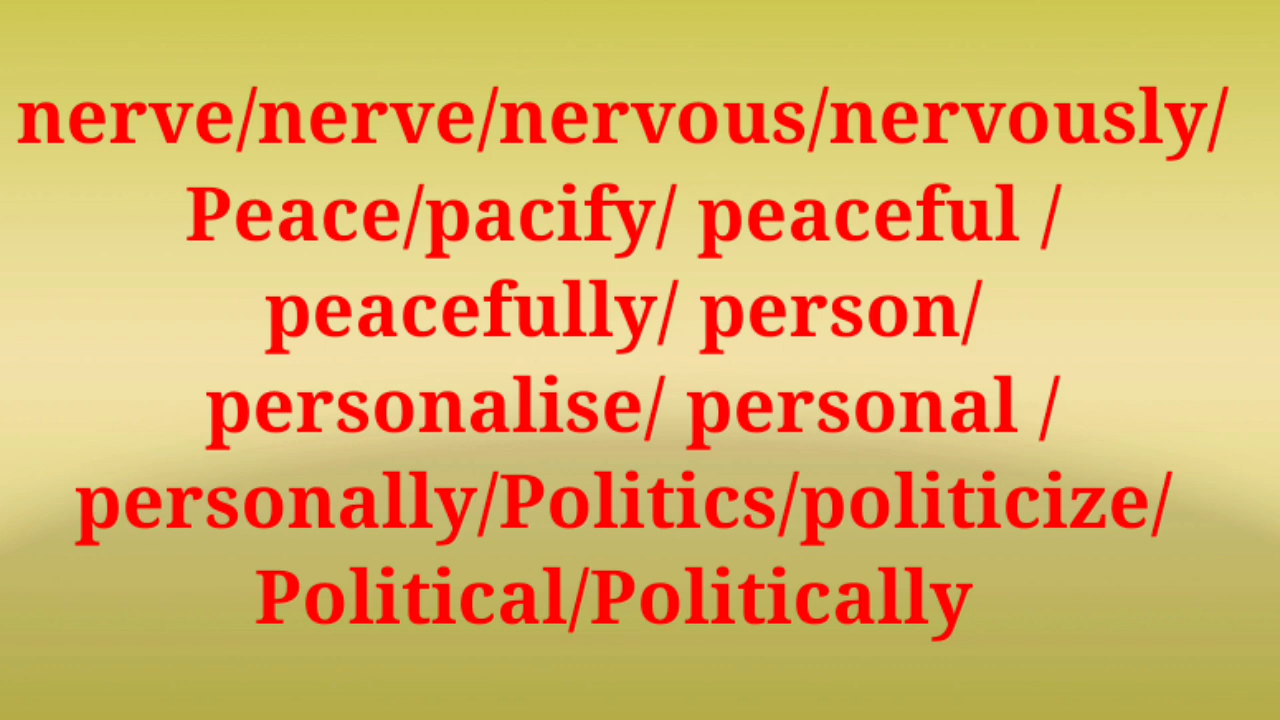 nerve/nerve/nervous/nervously/
Peace/pacify/ peaceful /
peacefully/ person/
personalise/ personal /
personally/Politics/politicize/
Political/Politically